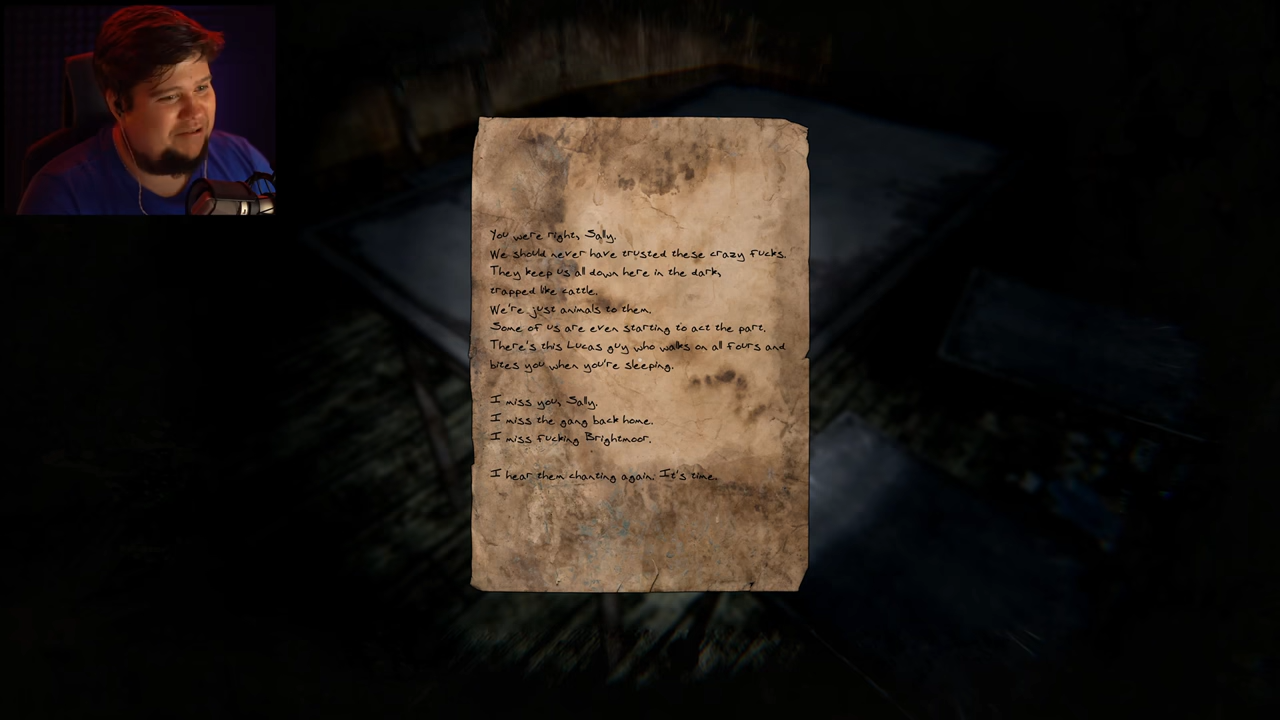 You were right, Sally.
We should never have trusted these crazy fucks.
They keep us all down here in the dark,
trapped like cattle.
We're just animals to them.
Some of us are even starting to act the part.
There's this Lucas guy who walks on all fours and
bites you when you're sleeping.
I miss you, Sally.
I miss the gang back home.
I miss fucking Brightmoor.
I hear them chanting again. It's time.